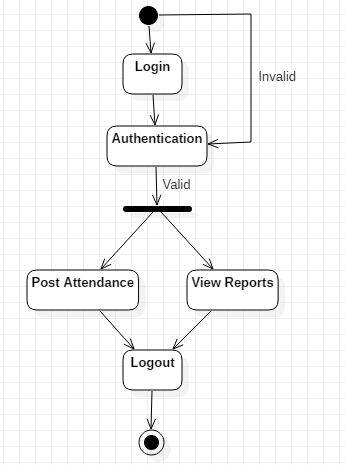 Login
Invalid
Authentication
Valid
Post Attendance
View Reports
Logout